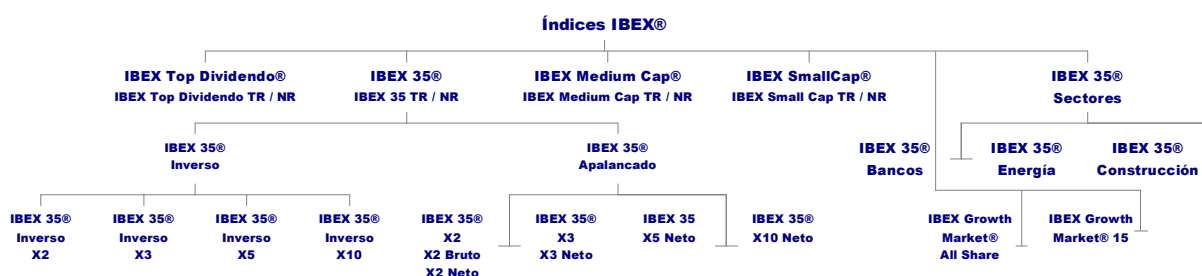 Índices IBEX®
IBEX Top Dividendo®
IBEX Top Dividendo TR / NR
IBEX 35®
IBEX 35 TR / NR
IBEX Medium Cap®
IBEX Medium Cap TR / NR
IBEX SmallCap®
IBEX Small Cap TR / NR
IBEX 35®
Sectores
IBEX 35®
Inverso
IBEX 35®
Apalancado
IBEX 35®
Bancos
IBEX 35®
Energía
IBEX 35®
Construcción
IBEX 35®
Inverso
X2
IBEX 35®
Inverso
X3
IBEX 35®
Inverso
X5
IBEX 35®
Inverso
X10
IBEX 35®
X2
X2 Bruto
X2 Neto
IBEX 35®
X3
X3 Neto
IBEX 35
X5 Neto
IBEX 35®
X10 Neto
IBEX Growth
Market®
All Share
IBEX Growth
Market® 15